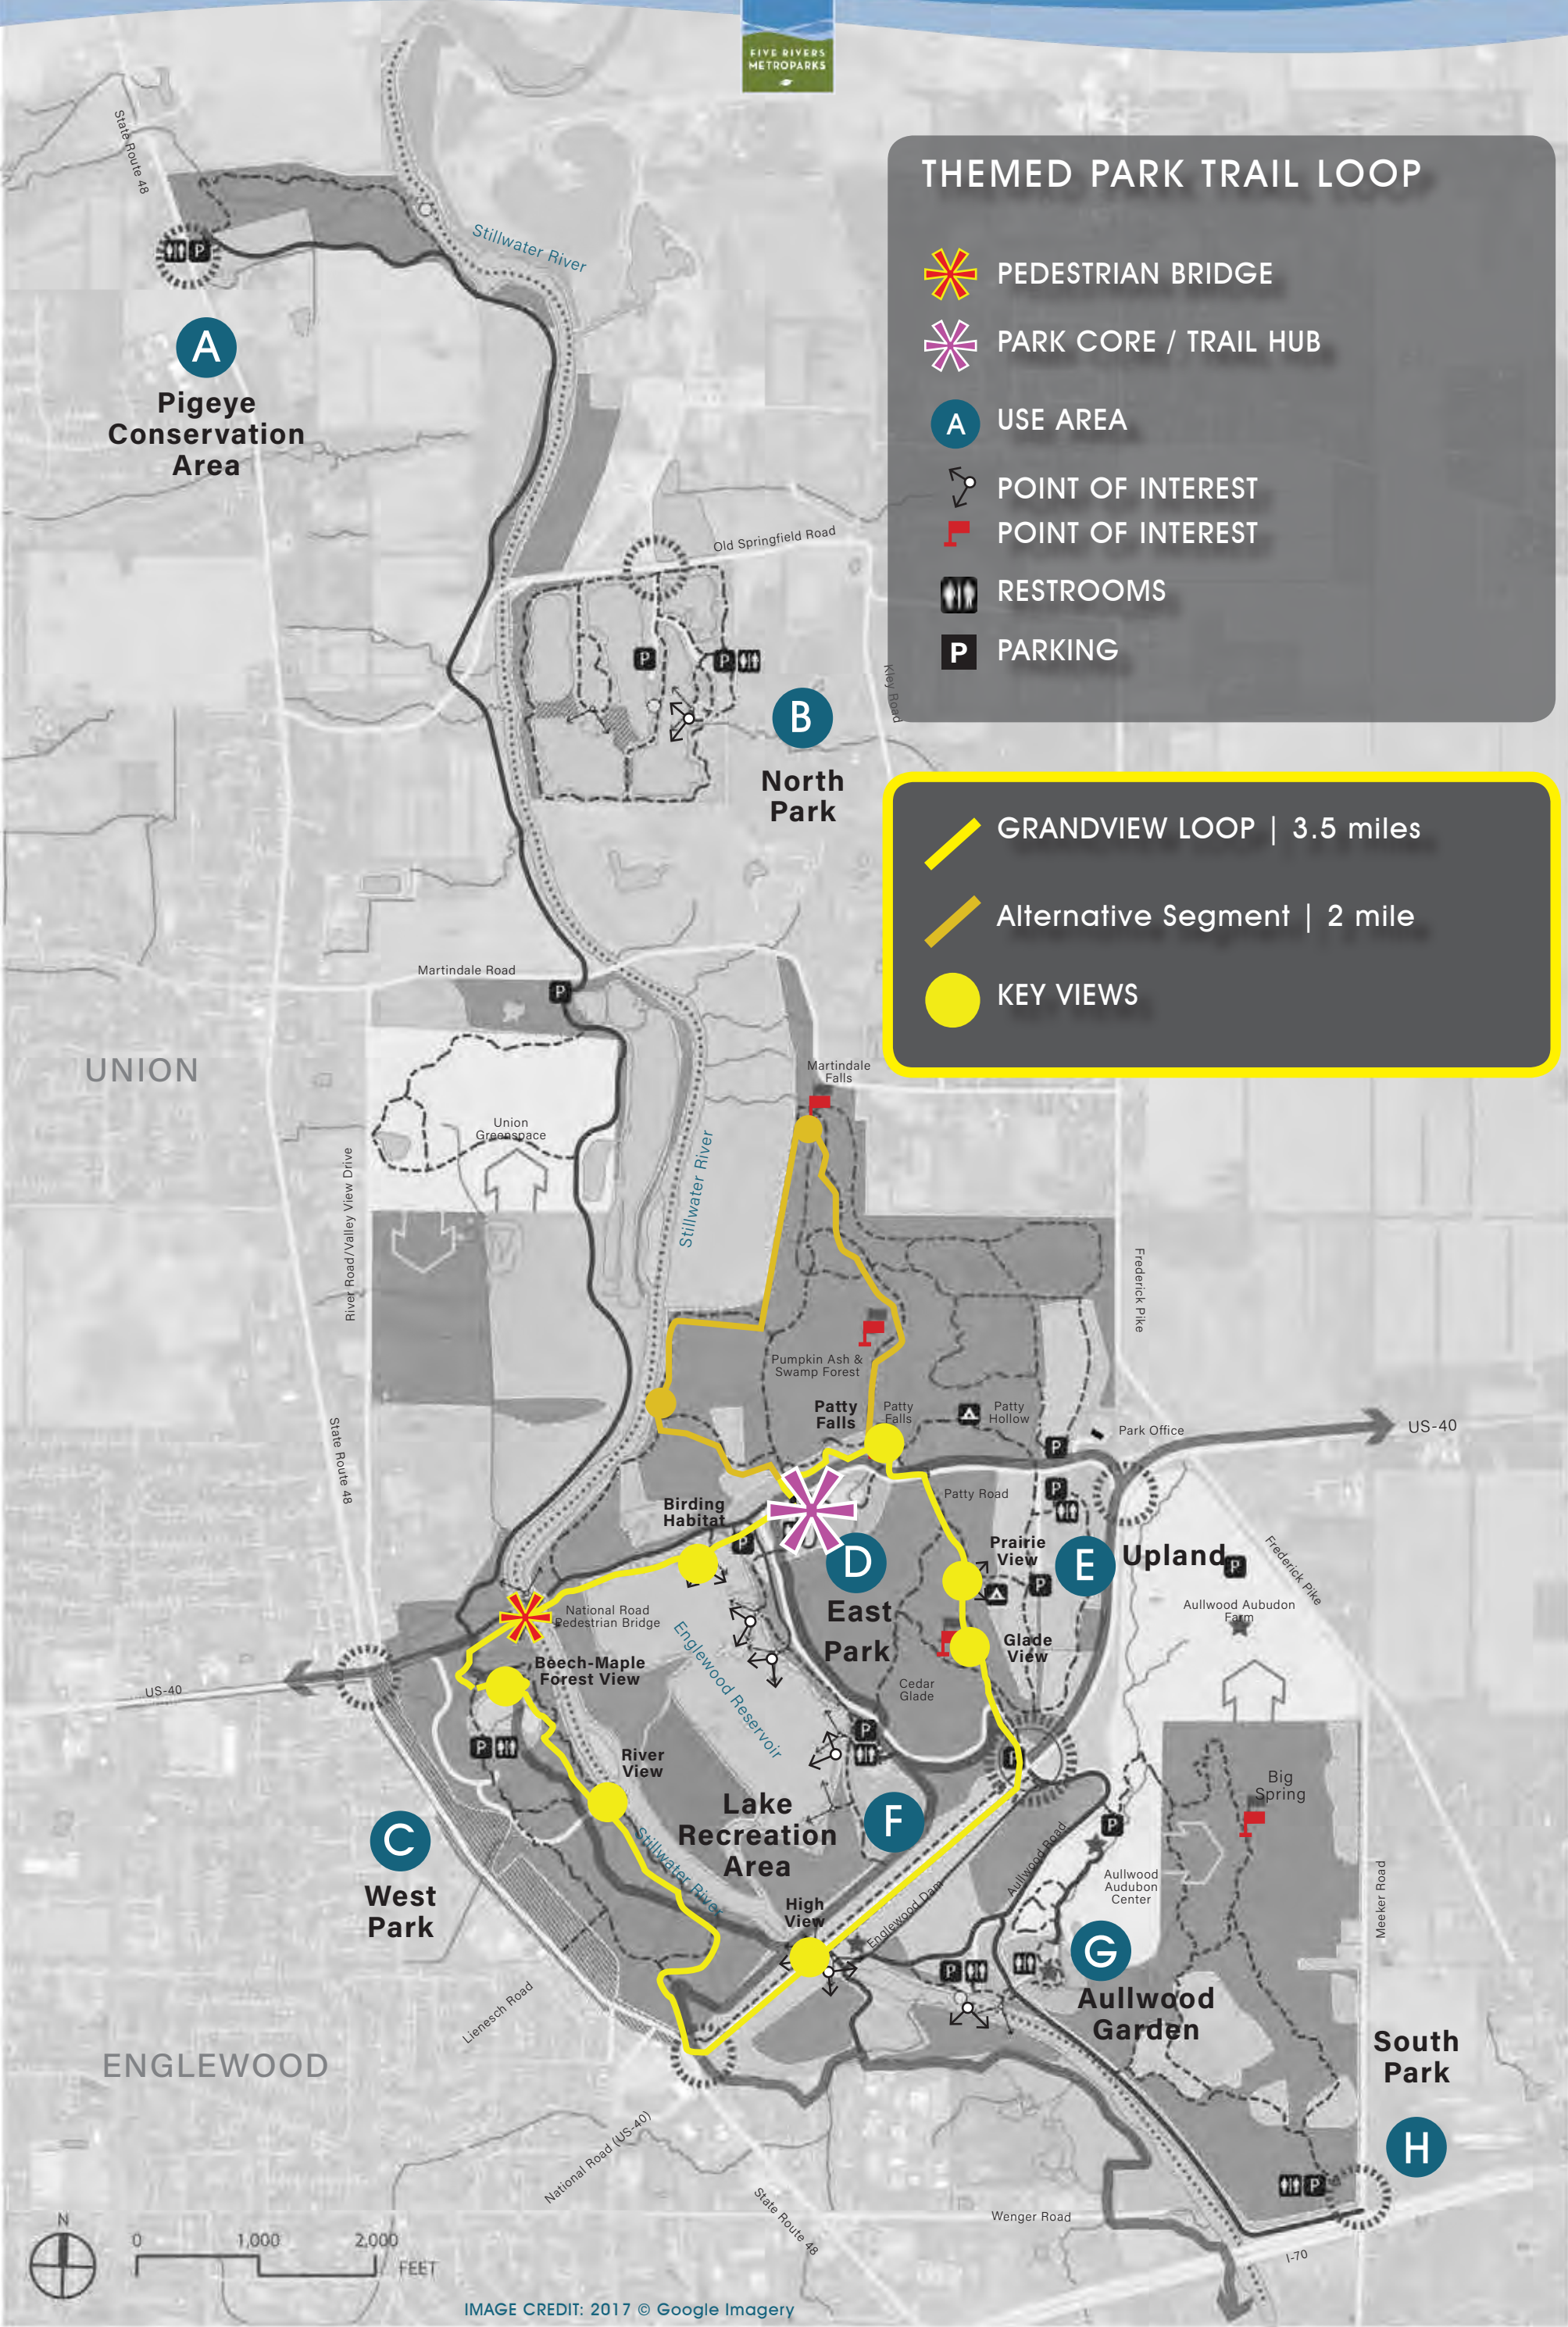 FIVE RIVERS
METROPARKS
THEMED PARK TRAIL LOOP
PEDESTRIAN BRIDGE
PARK CORE / TRAIL HUB
A
USE AREA
POINT OF INTEREST
POINT OF INTEREST
RESTROOMS
P
PARKING
GRANDVIEW LOOP | 3.5 miles
Alternative Segment | 2 mile
KEY VIEWS
State Route 48
Stillwater River
P
A
Pigeye
Conservation
Area
Old Springfield Road
Kley Road
P
P
B
North
Park
Martindale Road
P
UNION
Martindale
Falls
Union
Greenspace
River Road/Valley View Drive
Stillwater River
Frederick Pike
Pumpkin Ash &
Swamp Forest
Patty
Falls
Patty
Falls
Patty
Hollow
Park Office
US-40
P
State Route 48
Patty Road
P
Birding
Habitat
P
D
East
Park
Prairie
View
P
E
Upland
P
Frederick Pike
Aullwood Aubudon
Farm
National Road
Pedestrian Bridge
Englewood Reservoir
Glade
View
Cedar
Glade
Beech-Maple
Forest View
US-40
P
P
P
River
View
Big
Spring
Lake
Recreation
Area
F
C
West
Park
Stillwater River
P
Aullwood Road
Aullwood
Audubon
Center
Meeker Road
High
View
Englewood Dam
P
G
Aullwood
Garden
Lienesch Road
ENGLEWOOD
South
Park
H
P
National Road (US-40)
State Route 48
Wenger Road
I-70
N
0
1,000
2,000
FEET
IMAGE CREDIT: 2017 © Google Imagery